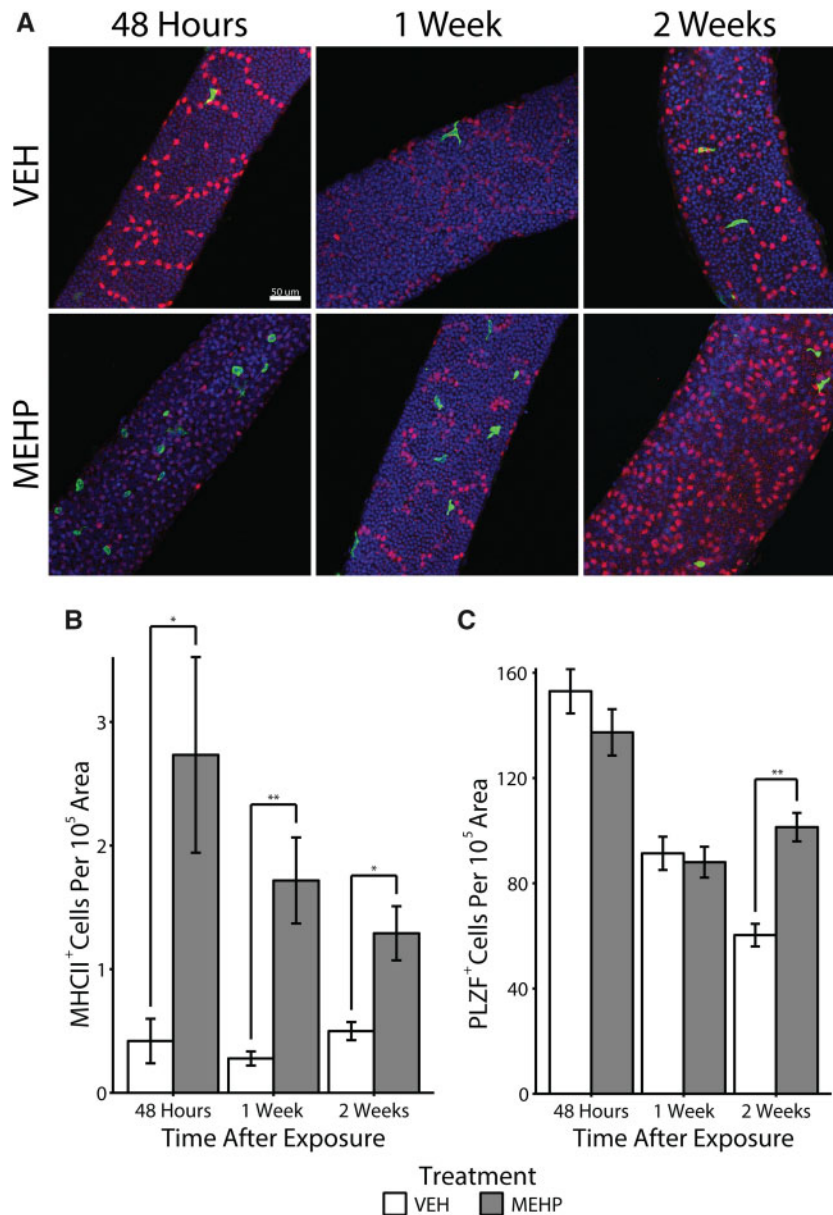 A
48 Hours
1 Week
2 Weeks
VEH
50 um
MEHP
B
C
*
**
*
3
2
1
0
MHCII+ Cells Per 10^5 Area
48 Hours
1 Week
2 Weeks
Time After Exposure
**
160
120
80
40
0
PLZF+ Cells Per 10^5 Area
48 Hours
1 Week
2 Weeks
Time After Exposure
Treatment
VEH
MEHP